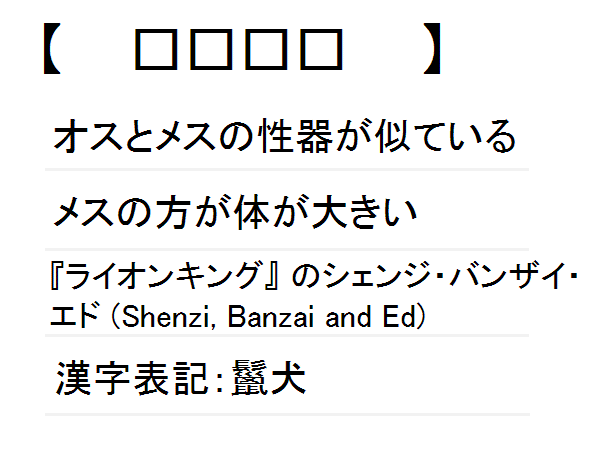 【 □□□□ 】
オスとメスの性器が似ている
メスの方が体が大きい
『ライオンキング』 のシェンジ・バンザイ・
エド (Shenzi, Banzai and Ed)
漢字表記：鬣犬